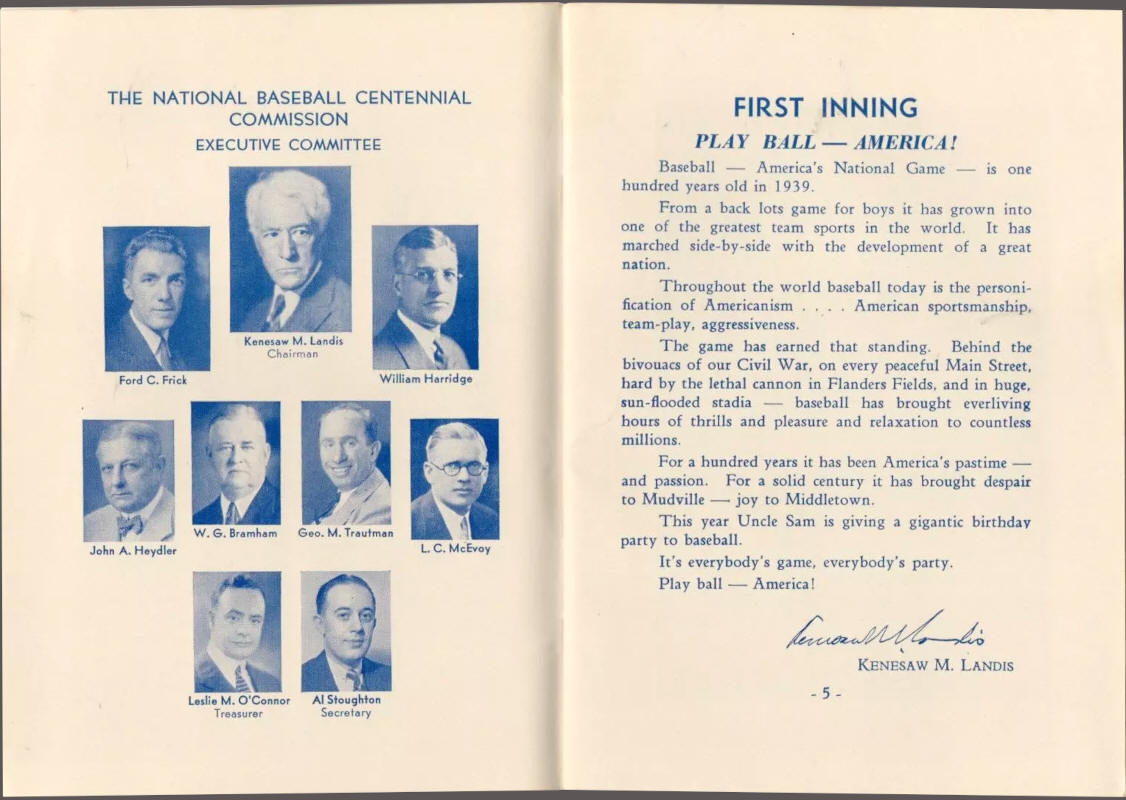 THE NATIONAL BASEBALL CENTENNIAL
COMMISSION
EXECUTIVE COMMITTEE
Kenesaw M. Landis
Chairman
Ford C. Frick
William Harridge
John A. Heydler
W. G. Bramham
Geo. M. Trautman
L. C. McEvoy
Leslie M. O'Connor
Treasurer
Al Stoughton
Secretary
FIRST INNING
PLAY BALL — AMERICA!
Baseball — America's National Game — is one
hundred years old in 1939.
From a back lots game for boys it has grown into
one of the greatest team sports in the world. It has
marched side-by-side with the development of a great
nation.
Throughout the world baseball today is the personi-
fication of Americanism . . . . American sportsmanship,
team-play, aggressiveness.
The game has earned that standing. Behind the
bivouacs of our Civil War, on every peaceful Main Street,
hard by the lethal cannon in Flanders Fields, and in huge,
sun-flooded stadia — baseball has brought everliving
hours of thrills and pleasure and relaxation to countless
millions.
For a hundred years it has been America's pastime —
and passion. For a solid century it has brought despair
to Mudville — joy to Middletown.
This year Uncle Sam is giving a gigantic birthday
party to baseball.
It's everybody's game, everybody's party.
Play ball — America!
Kenesaw M. Landis
KENESAW M. LANDIS
- 5 -